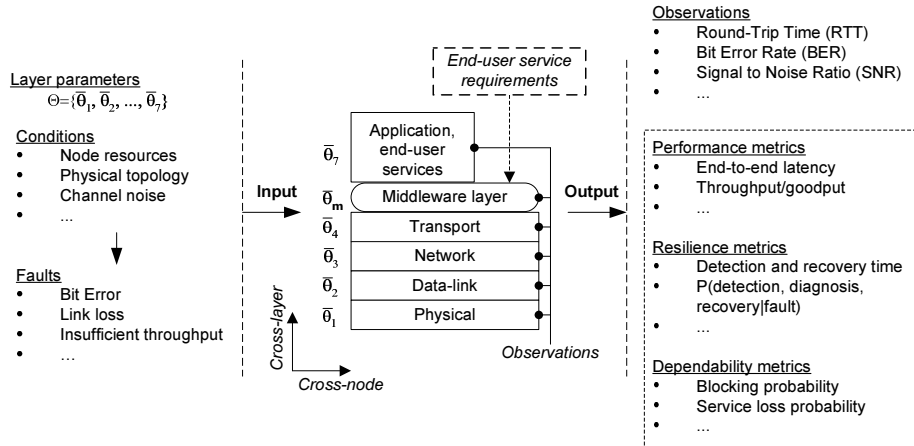 Layer parameters
Θ={θ̅₁, θ̅₂, ..., θ̅₇}
Conditions
• Node resources
• Physical topology
• Channel noise
• ...
Faults
• Bit Error
• Link loss
• Insufficient throughput
• ...
Input
End-user service
requirements
θ̅₇
Application,
end-user
services
θ̅ₘ
Middleware layer
θ̅₄
Transport
θ̅₃
Network
θ̅₂
Data-link
θ̅₁
Physical
Cross-layer
Cross-node
Observations
Output
Observations
• Round-Trip Time (RTT)
• Bit Error Rate (BER)
• Signal to Noise Ratio (SNR)
• ...
Performance metrics
• End-to-end latency
• Throughput/goodput
• ...
Resilience metrics
• Detection and recovery time
• P(detection, diagnosis,
recovery|fault)
• ...
Dependability metrics
• Blocking probability
• Service loss probability
• ...